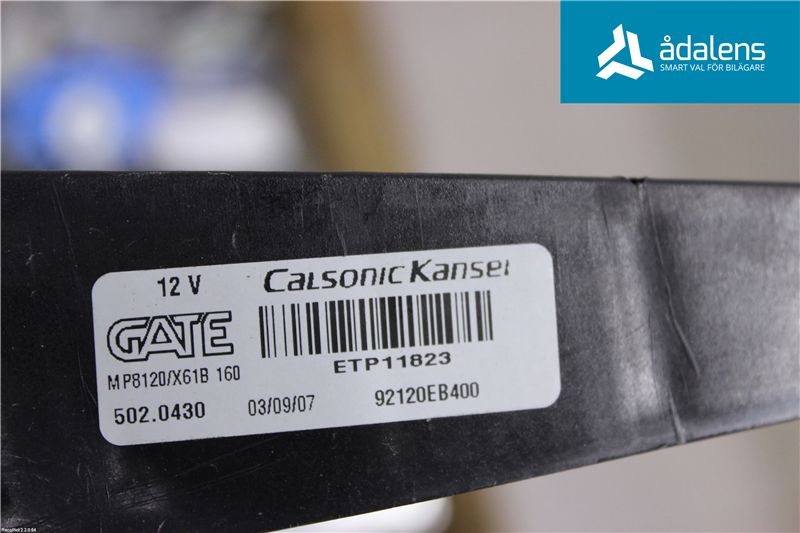 ådalens
SMART VAL FÖR BILÄGARE
12 V
CALSONIC KANSEI
GATE
ETP11823
MP8120/X61B 160
502.0430
03/09/07
92120EB400